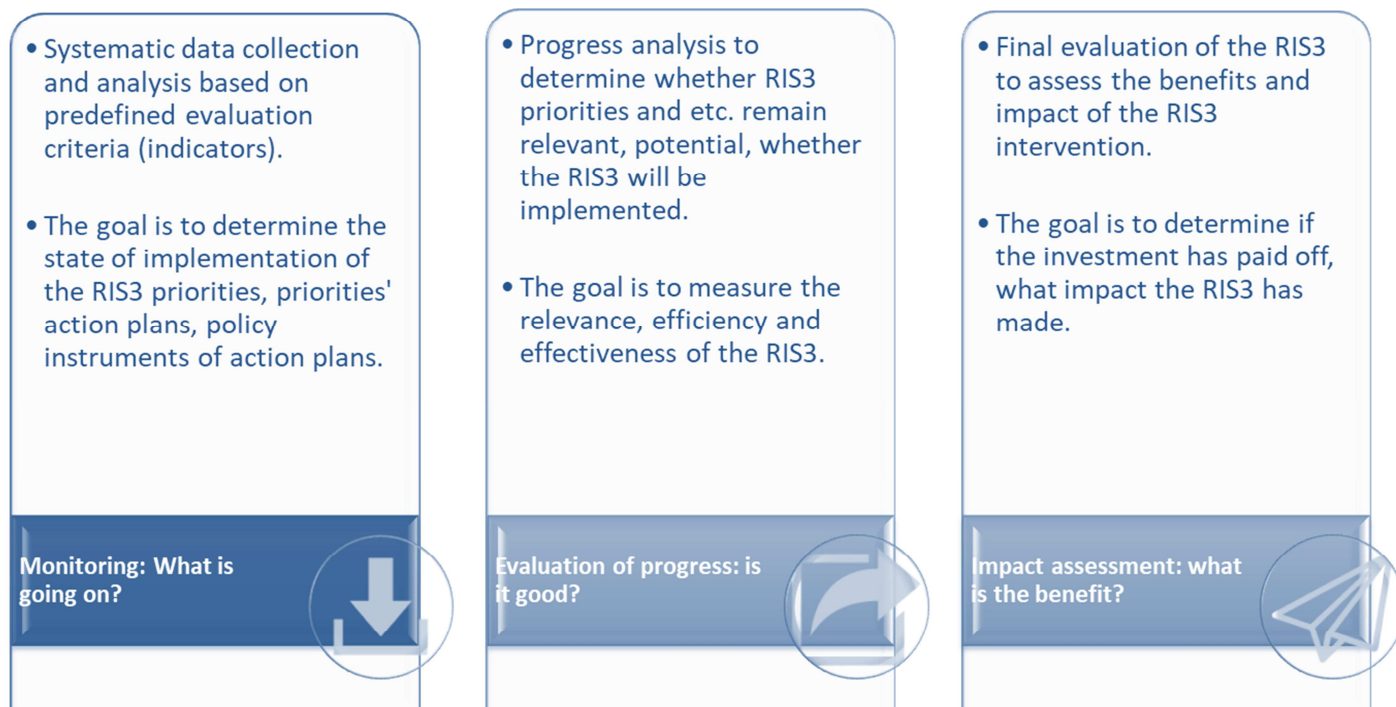 • Systematic data collection
and analysis based on
predefined evaluation
criteria (indicators).
• The goal is to determine the
state of implementation of
the RIS3 priorities, priorities'
action plans, policy
instruments of action plans.
Monitoring: What is
going on?
• Progress analysis to
determine whether RIS3
priorities and etc. remain
relevant, potential, whether
the RIS3 will be
implemented.
• The goal is to measure the
relevance, efficiency and
effectiveness of the RIS3.
Evaluation of progress: is
it good?
• Final evaluation of the RIS3
to assess the benefits and
impact of the RIS3
intervention.
• The goal is to determine if
the investment has paid off,
what impact the RIS3 has
made.
Impact assessment: what
is the benefit?